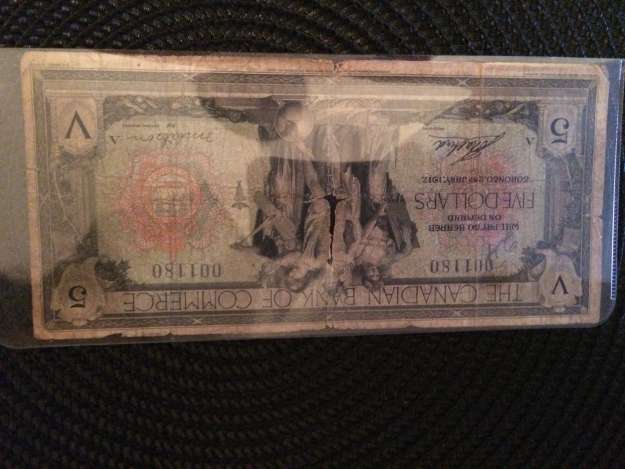 THE CANADIAN BANK OF COMMERCE
V
5
001180
001180
WILL PAY TO BEARER
ON DEMAND
FIVE DOLLARS
TORONTO, 2ND JANY. 1917.
A
A
5
V